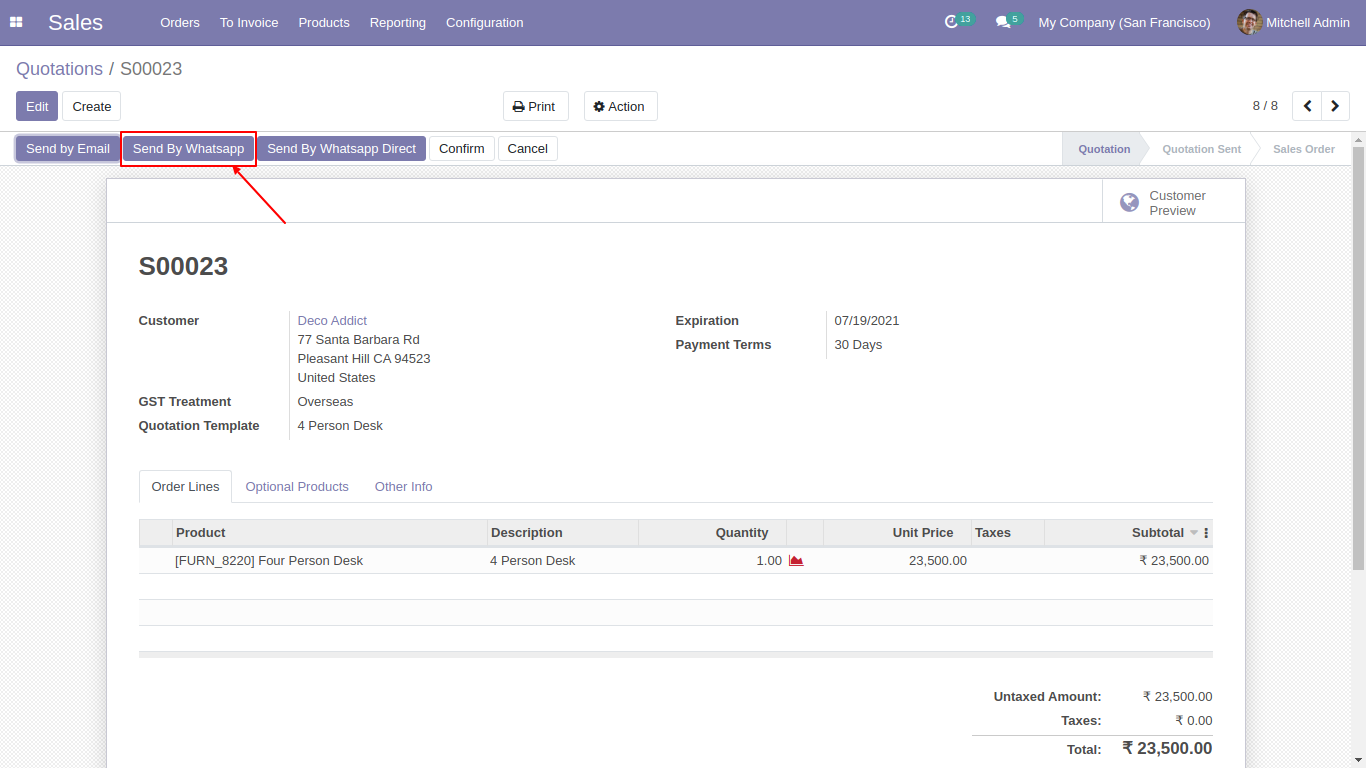 Sales Orders To Invoice Products Reporting Configuration 13 5 My Company (San Francisco) Mitchell Admin
Quotations / S00023
Edit Create Print Action 8 / 8
Send by Email Send By Whatsapp Send By Whatsapp Direct Confirm Cancel Quotation Quotation Sent Sales Order
Customer
Preview
S00023
Customer Deco Addict Expiration 07/19/2021
77 Santa Barbara Rd Payment Terms 30 Days
Pleasant Hill CA 94523
United States
GST Treatment Overseas
Quotation Template 4 Person Desk
Order Lines Optional Products Other Info
Product Description Quantity Unit Price Taxes Subtotal
[FURN_8220] Four Person Desk 4 Person Desk 1.00 23,500.00 ₹ 23,500.00
Untaxed Amount: ₹ 23,500.00
Taxes: ₹ 0.00
Total: ₹ 23,500.00